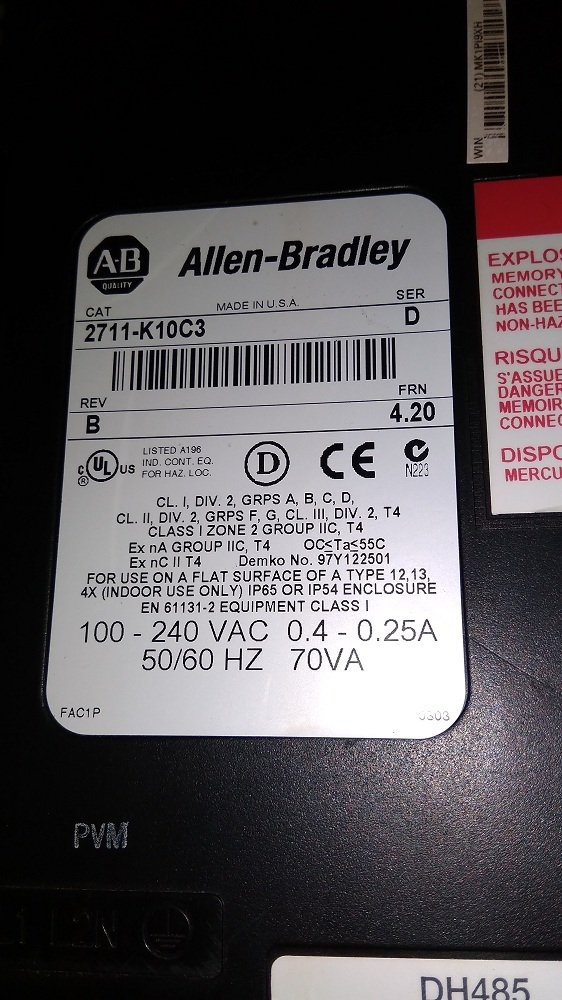 WIN (21) MK1PI9XH
A·B
QUALITY
Allen-Bradley
CAT
MADE IN U.S.A.
SER
2711-K10C3
D
REV
FRN
B
4.20
c UL US
®
LISTED A196
IND. CONT. EQ.
FOR HAZ. LOC.
D
CE
N223
CL. I, DIV. 2, GRPS A, B, C, D,
CL. II, DIV. 2, GRPS F, G, CL. III, DIV. 2, T4
CLASS I ZONE 2 GROUP IIC, T4
Ex nA GROUP IIC, T4 OC≤Ta≤55C
Ex nC II T4 Demko No. 97Y122501
FOR USE ON A FLAT SURFACE OF A TYPE 12,13,
4X (INDOOR USE ONLY) IP65 OR IP54 ENCLOSURE
EN 61131-2 EQUIPMENT CLASS I
100 - 240 VAC 0.4 - 0.25A
50/60 HZ 70VA
FAC1P
EXPLOS
MEMORY
CONNECT
HAS BEE
NON-HAZ
RISQU
S'ASSUE
DANGER
MEMOIR
CONNEC
DISPO
MERCU
PVM
L2N
DH485